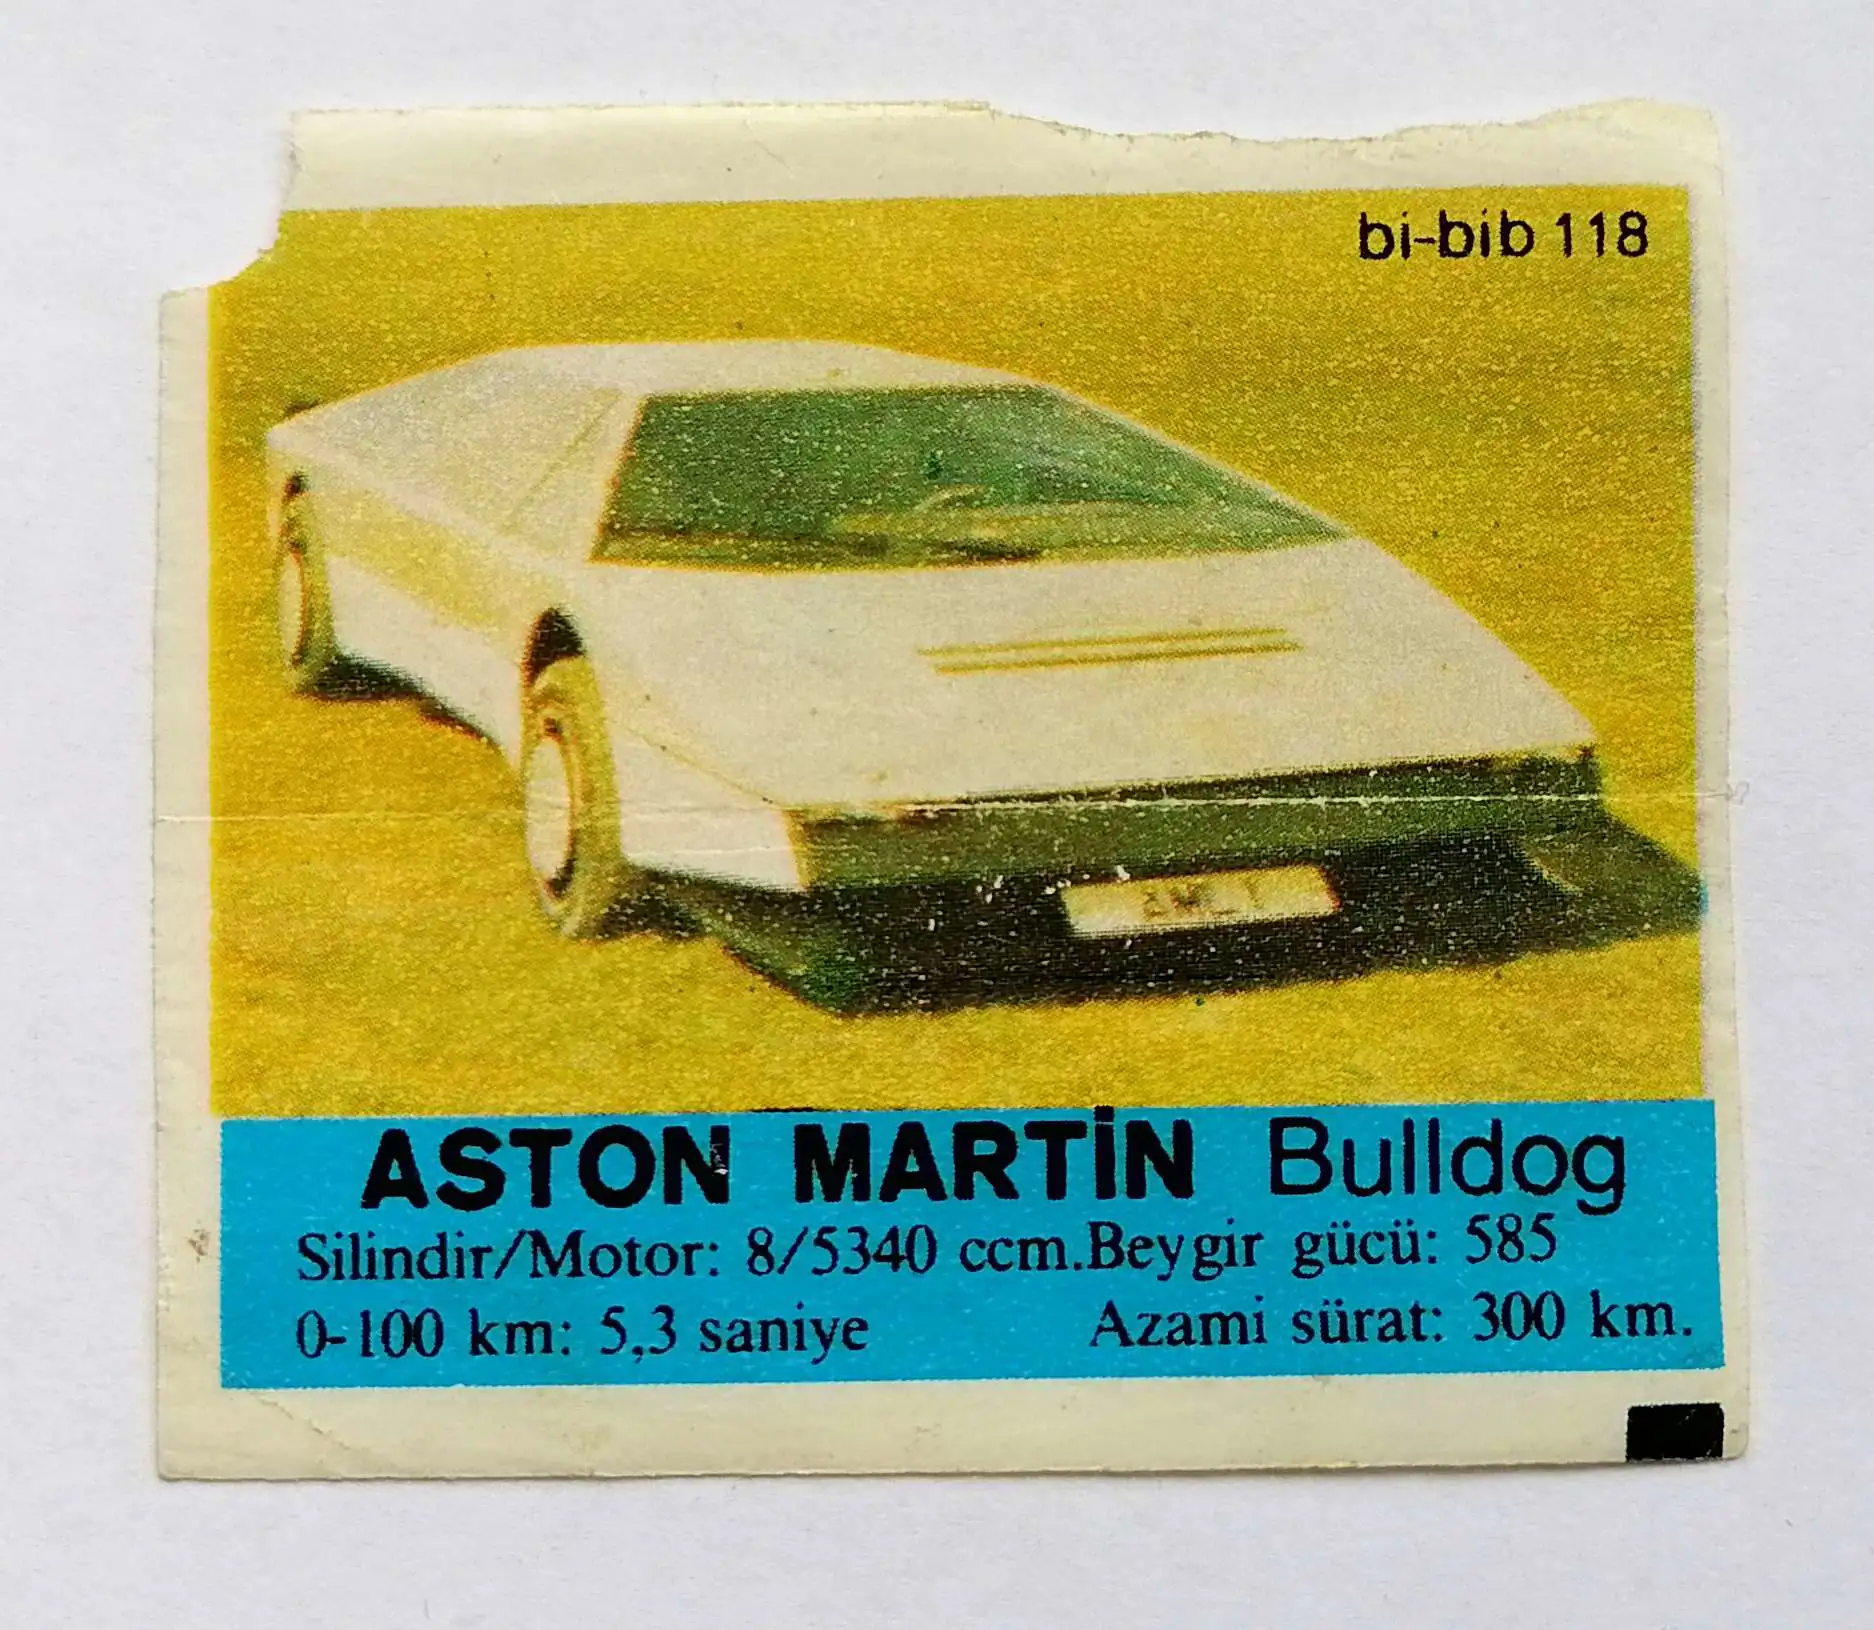 bi-bib 118
ASTON MARTİN Bulldog
Silindir/Motor: 8/5340 ccm.Beygir gücü: 585
0-100 km: 5,3 saniye Azami sürat: 300 km.